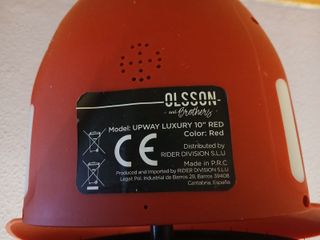 OLSSON
and Brothers
Model: UPWAY LUXURY 10" RED
Color: Red
CE
Distributed by
RIDER DIVISION S.L.U
Made in P.R.C
Produced and imported by RIDER DIVISION S.L.U
Legal Pol. Industrial de Barros 29, Barros 39408
Cantabria, España